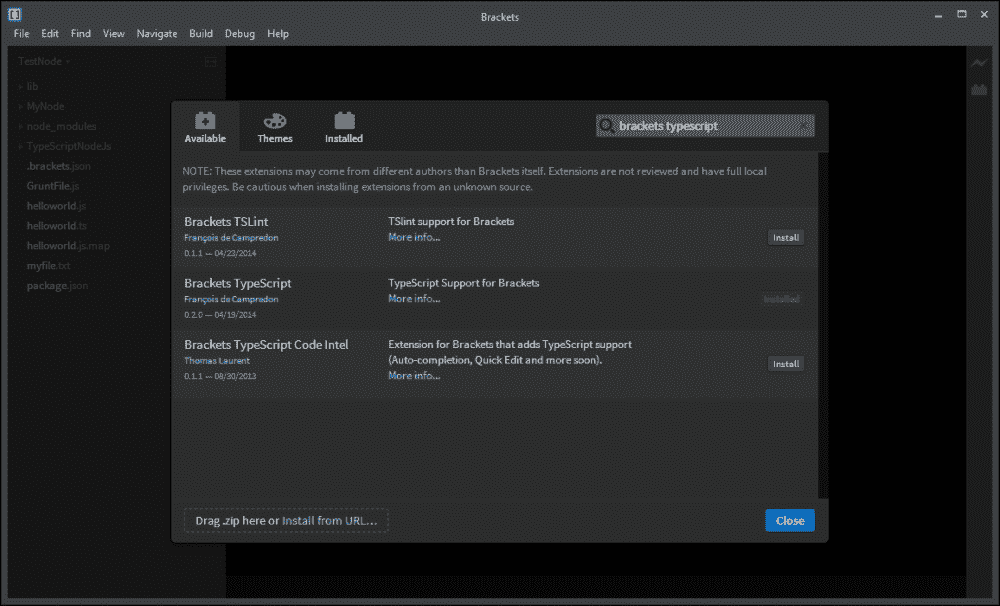 Brackets
File Edit Find View Navigate Build Debug Help
TestNode
lib
MyNode
node_modules
TypeScriptNodeJs
.brackets.json
GruntFile.js
helloworld.js
helloworld.ts
helloworld.js.map
myfile.txt
package.json
Available Themes Installed
brackets typescript
NOTE: These extensions may come from different authors than Brackets itself. Extensions are not reviewed and have full local
privileges. Be cautious when installing extensions from an unknown source.
Brackets TSLint
François de Campredon
0.1.1 — 04/23/2014
TSlint support for Brackets
More info...
Install
Brackets TypeScript
François de Campredon
0.2.0 — 04/19/2014
TypeScript Support for Brackets
More info...
Installed
Brackets TypeScript Code Intel
Thomas Laurent
0.1.1 — 08/30/2013
Extension for Brackets that adds TypeScript support
(Auto-completion, Quick Edit and more soon).
More info...
Install
Drag .zip here or Install from URL...
Close